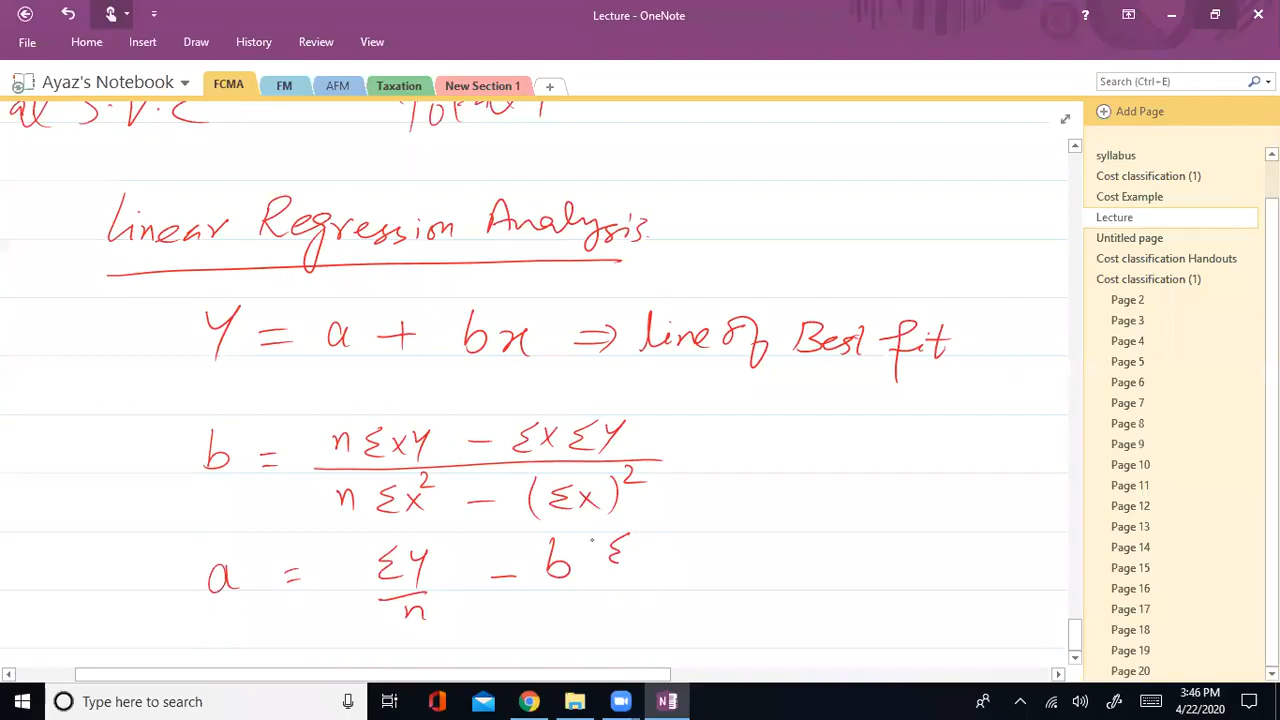 Lecture - OneNote
?
File Home Insert Draw History Review View
Ayaz's Notebook FCMA FM AFM Taxation New Section 1 +
Search (Ctrl+E)
Add Page
syllabus
Cost classification (1)
Cost Example
Lecture
Untitled page
Cost classification Handouts
Cost classification (1)
Page 2
Page 3
Page 4
Page 5
Page 6
Page 7
Page 8
Page 9
Page 10
Page 11
Page 12
Page 13
Page 14
Page 15
Page 16
Page 17
Page 18
Page 19
Page 20
Linear Regression Analysis.
Y = a + bx ⇒ line of Best fit
b = n Σxy - Σx Σy
n Σx² - (Σx)²
a = Σy - b Σ
n
Type here to search
3:46 PM
4/22/2020